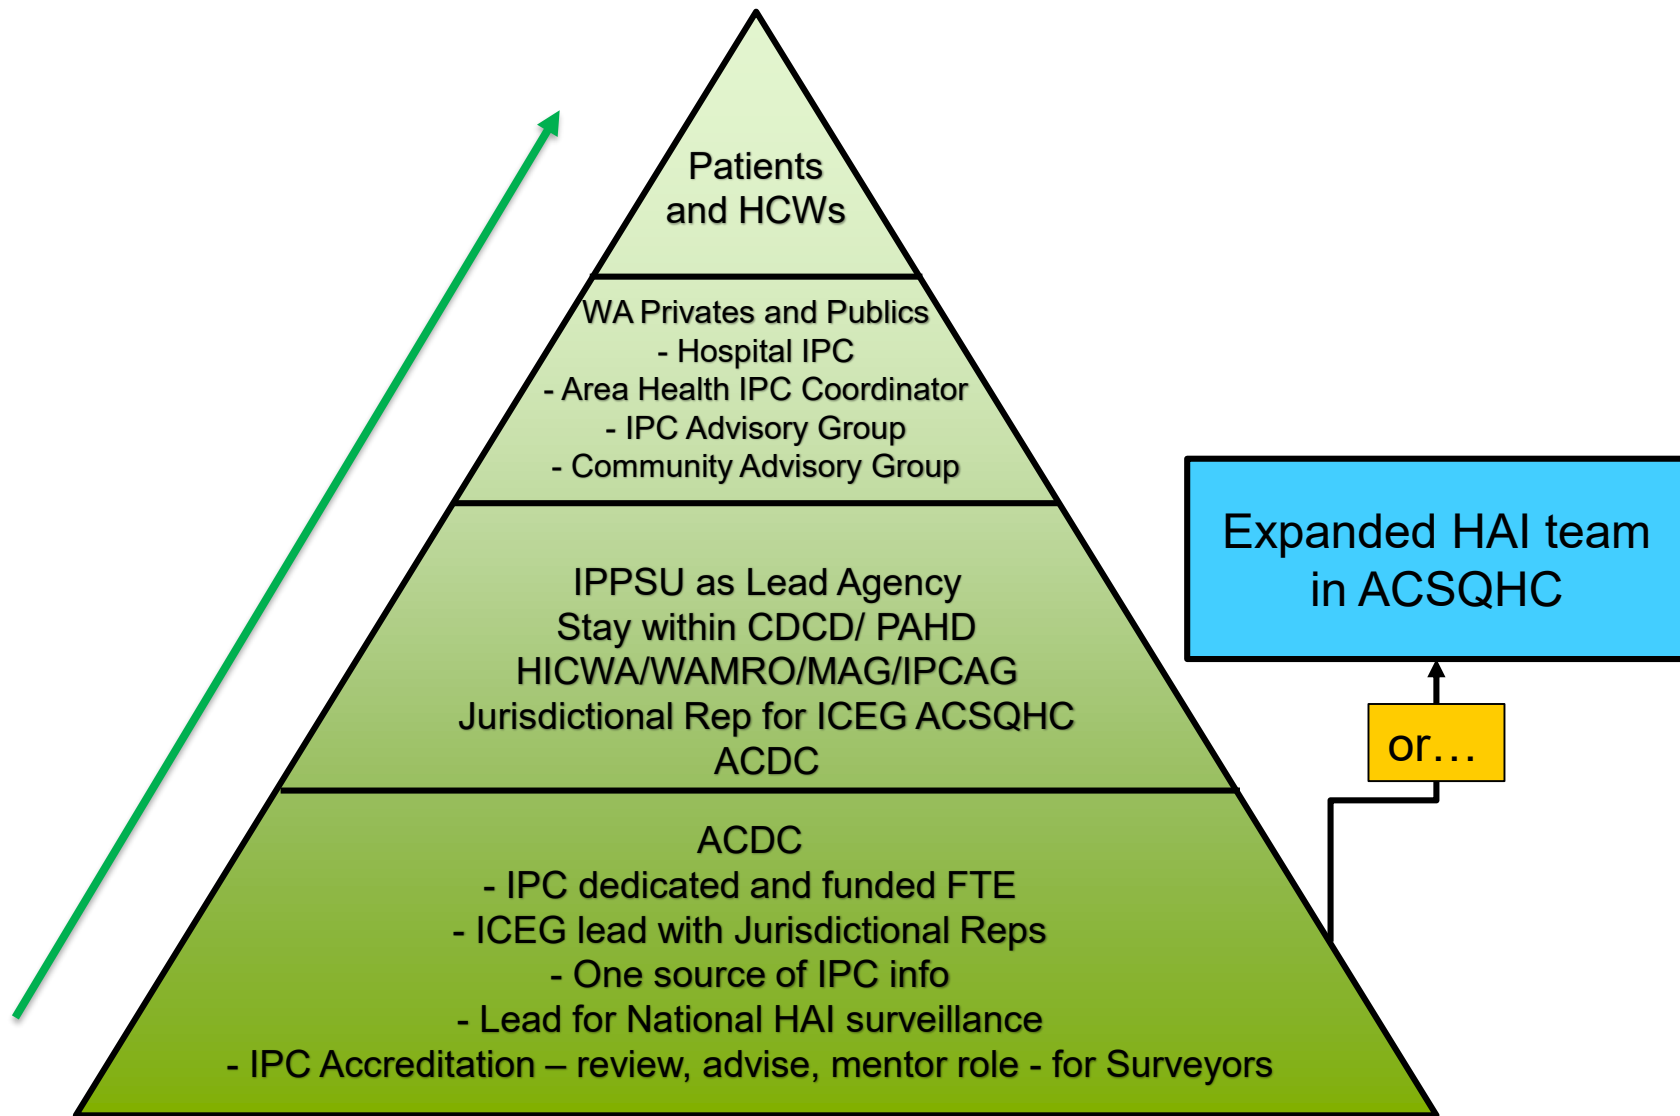 Patients
and HCWs
WA Privates and Publics
- Hospital IPC
- Area Health IPC Coordinator
- IPC Advisory Group
- Community Advisory Group
IPPSU as Lead Agency
Stay within CDCD/ PAHD
HICWA/WAMRO/MAG/IPCAG
Jurisdictional Rep for ICEG ACSQHC
ACDC
ACDC
- IPC dedicated and funded FTE
- ICEG lead with Jurisdictional Reps
- One source of IPC info
- Lead for National HAI surveillance
- IPC Accreditation – review, advise, mentor role - for Surveyors
Expanded HAI team
in ACSQHC
or…